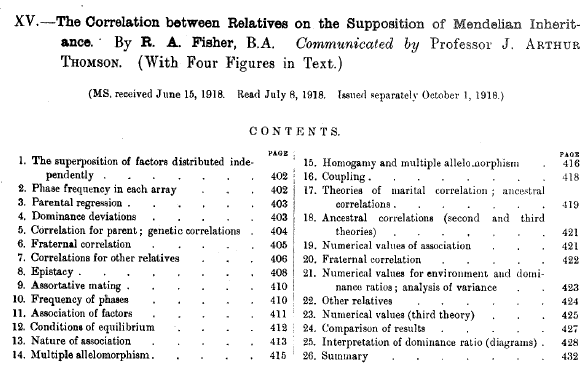 XV.—The Correlation between Relatives on the Supposition of Mendelian Inherit-
ance. By R. A. Fisher, B.A. Communicated by Professor J. ARTHUR
THOMSON. (With Four Figures in Text.)
(MS. received June 15, 1918. Read July 8, 1918. Issued separately October 1, 1918.)
CONTENTS.
PAGE
1. The superposition of factors distributed inde-
pendently . . . . . . 402
2. Phase frequency in each array . . . 402
3. Parental regression . . . . . 403
4. Dominance deviations . . . . 403
5. Correlation for parent; genetic correlations . 404
6. Fraternal correlation . . . . 405
7. Correlations for other relatives . . . 406
8. Epistacy . . . . . . . 408
9. Assortative mating . . . . . 410
10. Frequency of phases . . . . 410
11. Association of factors . . . . 411
12. Conditions of equilibrium . . . 412
13. Nature of association . . . . 413
14. Multiple allelomorphism . . . . 415
PAGE
15. Homogamy and multiple allelomorphism . 416
16. Coupling . . . . . . . 418
17. Theories of marital correlation; ancestral
correlations . . . . . . 419
18. Ancestral correlations (second and third
theories) . . . . . . 421
19. Numerical values of association . . 421
20. Fraternal correlation . . . . 422
21. Numerical values for environment and domi-
nance ratios; analysis of variance . . 423
22. Other relatives . . . . . 424
23. Numerical values (third theory) . . . 425
24. Comparison of results . . . . 427
25. Interpretation of dominance ratio (diagrams) . 428
26. Summary . . . . . . 432